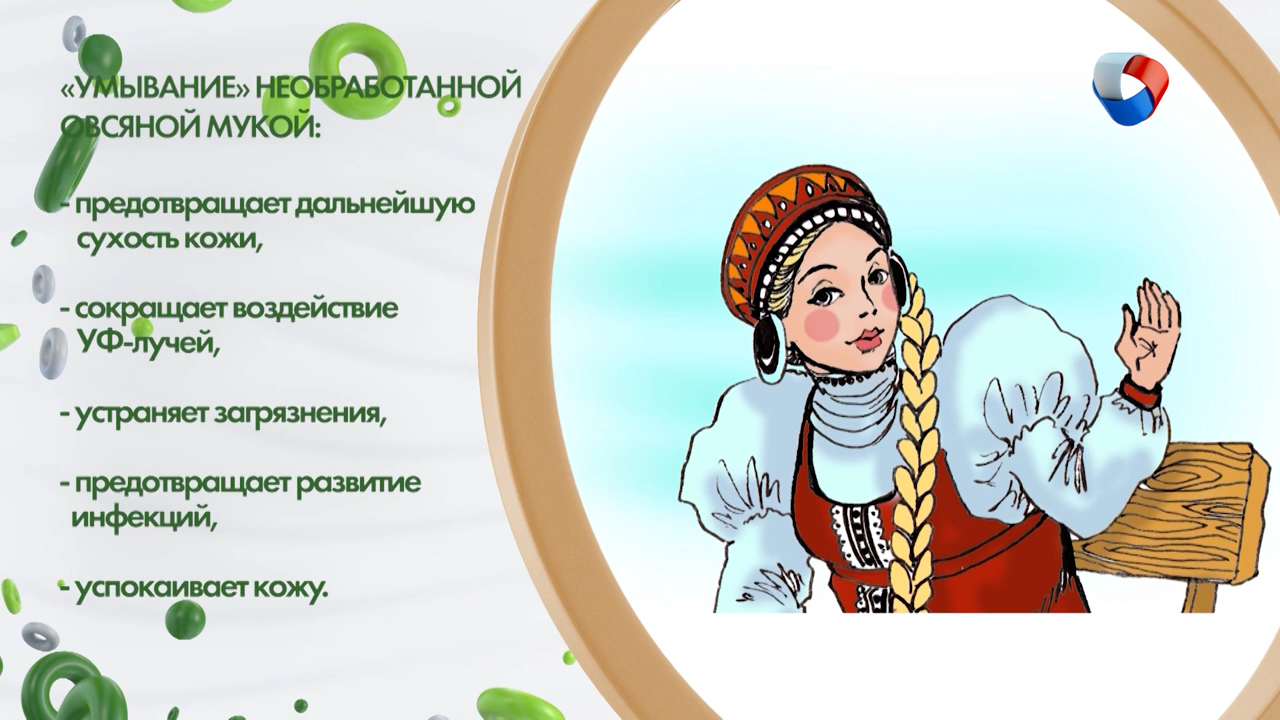 «УМЫВАНИЕ» НЕОБРАБОТАННОЙ
ОВСЯНОЙ МУКОЙ:
- предотвращает дальнейшую
сухость кожи,
- сокращает воздействие
УФ-лучей,
- устраняет загрязнения,
- предотвращает развитие
инфекций,
- успокаивает кожу.